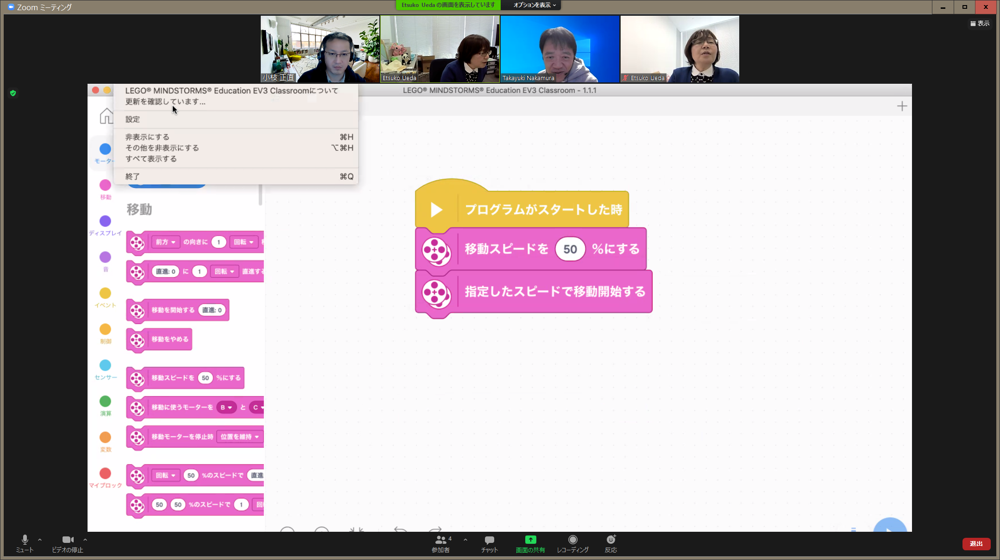 Zoom ミーティング
Etsuko Ueda の画面を表示しています
オプションを表示
表示
小枝 正直
Etsuko Ueda
Takayuki Nakamura
Etsuko Ueda
LEGO® MINDSTORMS® Education EV3 Classroom - 1.1.1
LEGO® MINDSTORMS® Education EV3 Classroomについて
更新を確認しています...
設定
非表示にする ⌘H
その他を非表示にする ⌥⌘H
すべて表示する
終了 ⌘Q
モーター
移動
ディスプレイ
音
イベント
制御
センサー
演算
変数
マイブロック
移動
前方 の向きに 1 回転
直進: 0 に 1 回転 直進する
移動を開始する 直進: 0
移動をやめる
移動スピードを 50 %にする
移動に使うモーターを B と C
移動モーターを停止時 位置を維持
回転 50 %のスピードで 直進
50 50 %のスピードで 1 回
プログラムがスタートした時
移動スピードを 50 %にする
指定したスピードで移動開始する
ミュート
ビデオの停止
参加者 4
チャット
画面の共有
レコーディング
反応
退出